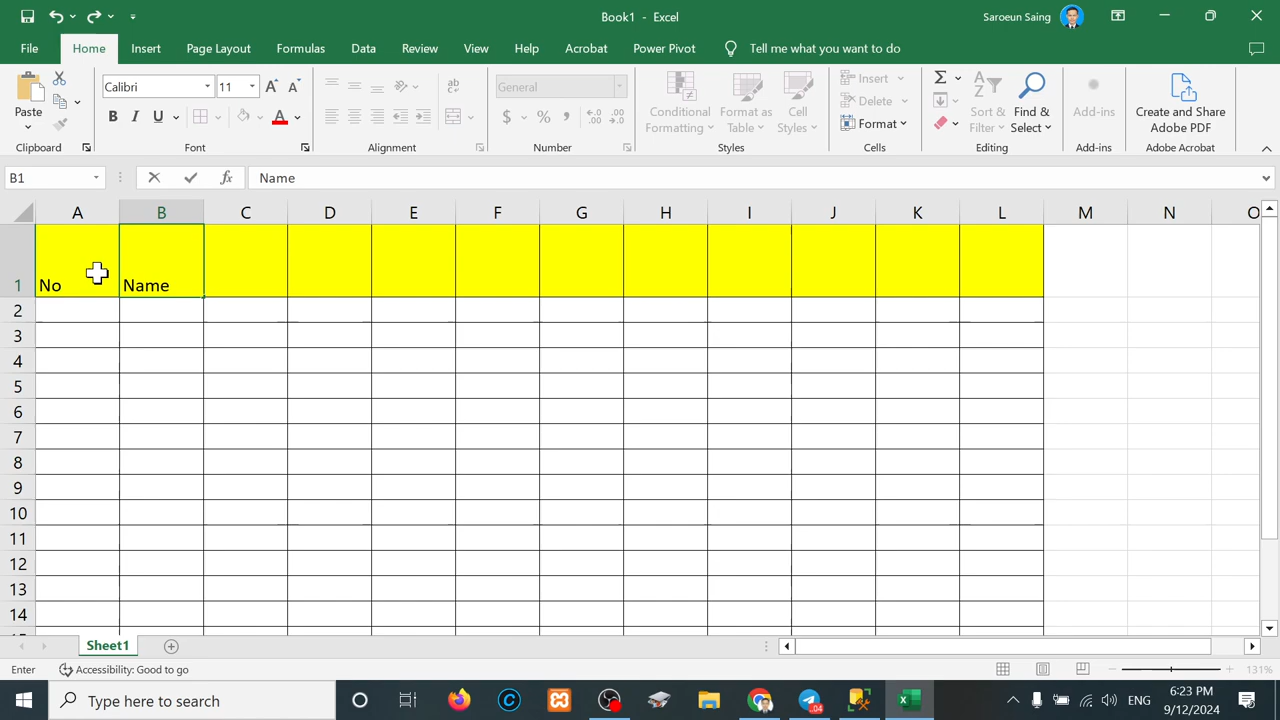 Book1 - Excel
Saroeun Saing
File Home Insert Page Layout Formulas Data Review View Help Acrobat Power Pivot Tell me what you want to do
Paste
Calibri 11
B I U A
ab
c
General
$ % ,
Conditional Formatting
Format as Table
Cell Styles
Insert
Delete
Format
Sort & Filter
Find & Select
Add-ins
Create and Share Adobe PDF
Clipboard Font Alignment Number Styles Cells Editing Add-ins Adobe Acrobat
B1 fx Name
A B C D E F G H I J K L M N O
1 No Name
2
3
4
5
6
7
8
9
10
11
12
13
14
15
Sheet1
Enter Accessibility: Good to go 131%
Type here to search
04
ENG
6:23 PM
9/12/2024